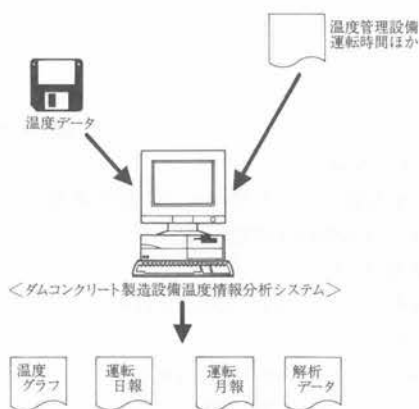 温度管理設備
運転時間ほか
温度データ
＜ダムコンクリート製造設備温度情報分析システム＞
温度
グラフ
運転
日報
運転
月報
解析
データ